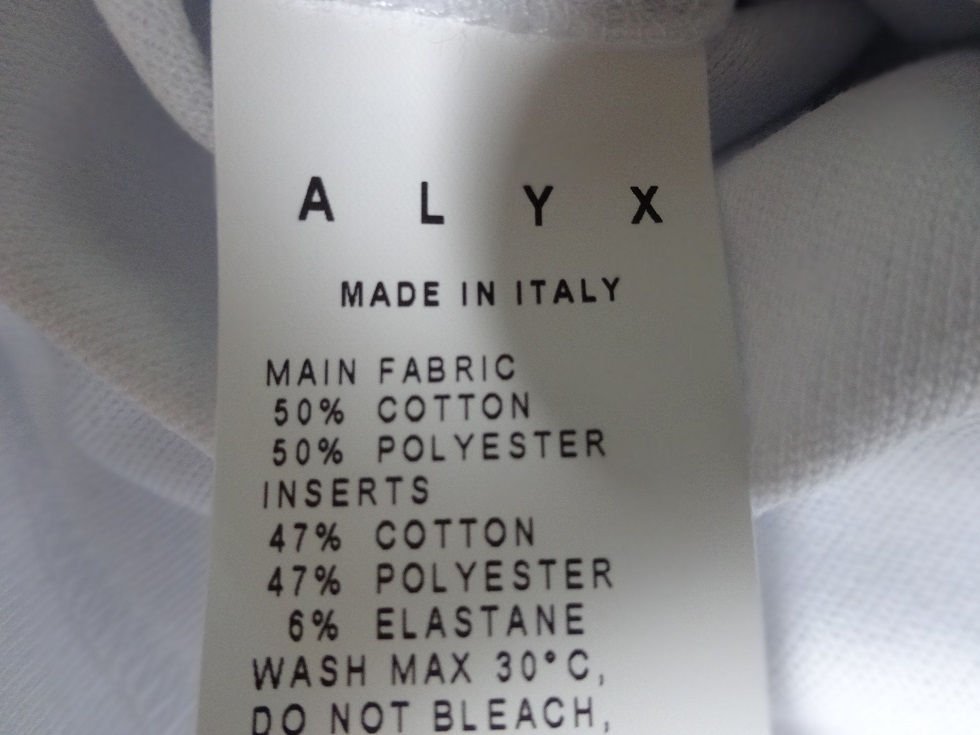 A L Y X
MADE IN ITALY
MAIN FABRIC
50% COTTON
50% POLYESTER
INSERTS
47% COTTON
47% POLYESTER
6% ELASTANE
WASH MAX 30°C,
DO NOT BLEACH,